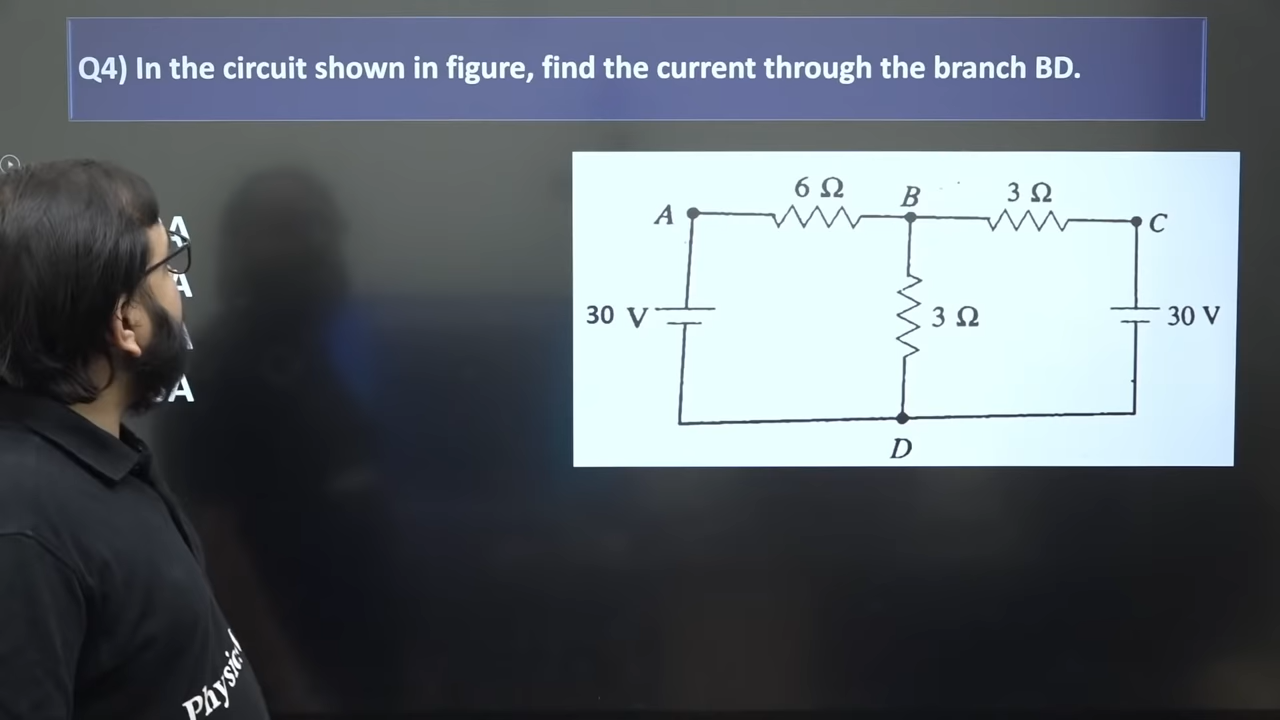 Q4) In the circuit shown in figure, find the current through the branch BD.
6 Ω
B
3 Ω
A
C
30 V
3 Ω
30 V
D
A
A
A